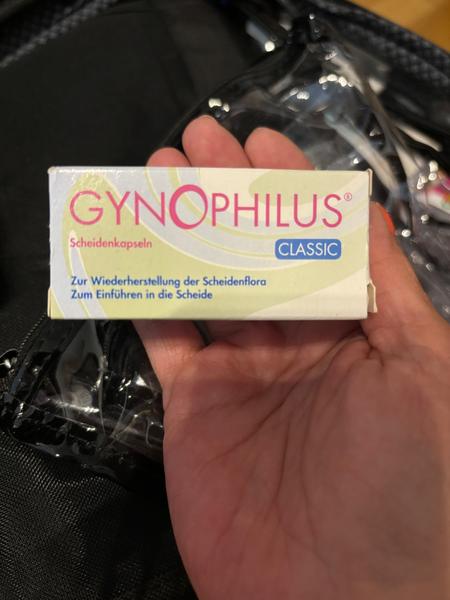 GYNOPHILUS®
Scheidenkapseln
CLASSIC
Zur Wiederherstellung der Scheidenflora
Zum Einführen in die Scheide